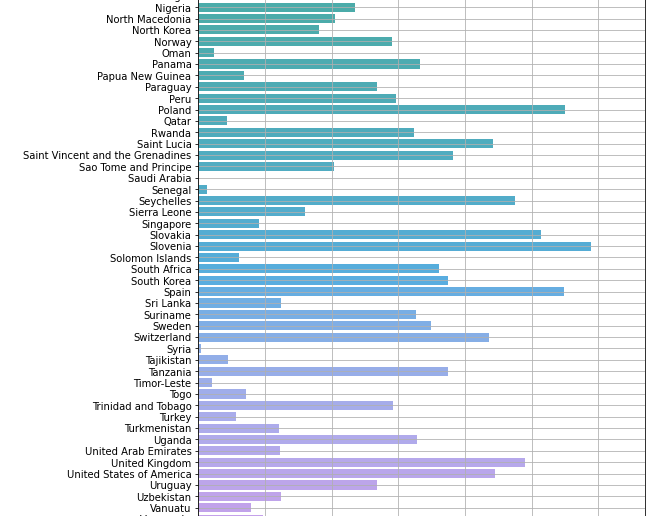 Nigeria
North Macedonia
North Korea
Norway
Oman
Panama
Papua New Guinea
Paraguay
Peru
Poland
Qatar
Rwanda
Saint Lucia
Saint Vincent and the Grenadines
Sao Tome and Principe
Saudi Arabia
Senegal
Seychelles
Sierra Leone
Singapore
Slovakia
Slovenia
Solomon Islands
South Africa
South Korea
Spain
Sri Lanka
Suriname
Sweden
Switzerland
Syria
Tajikistan
Tanzania
Timor-Leste
Togo
Trinidad and Tobago
Turkey
Turkmenistan
Uganda
United Arab Emirates
United Kingdom
United States of America
Uruguay
Uzbekistan
Vanuatu